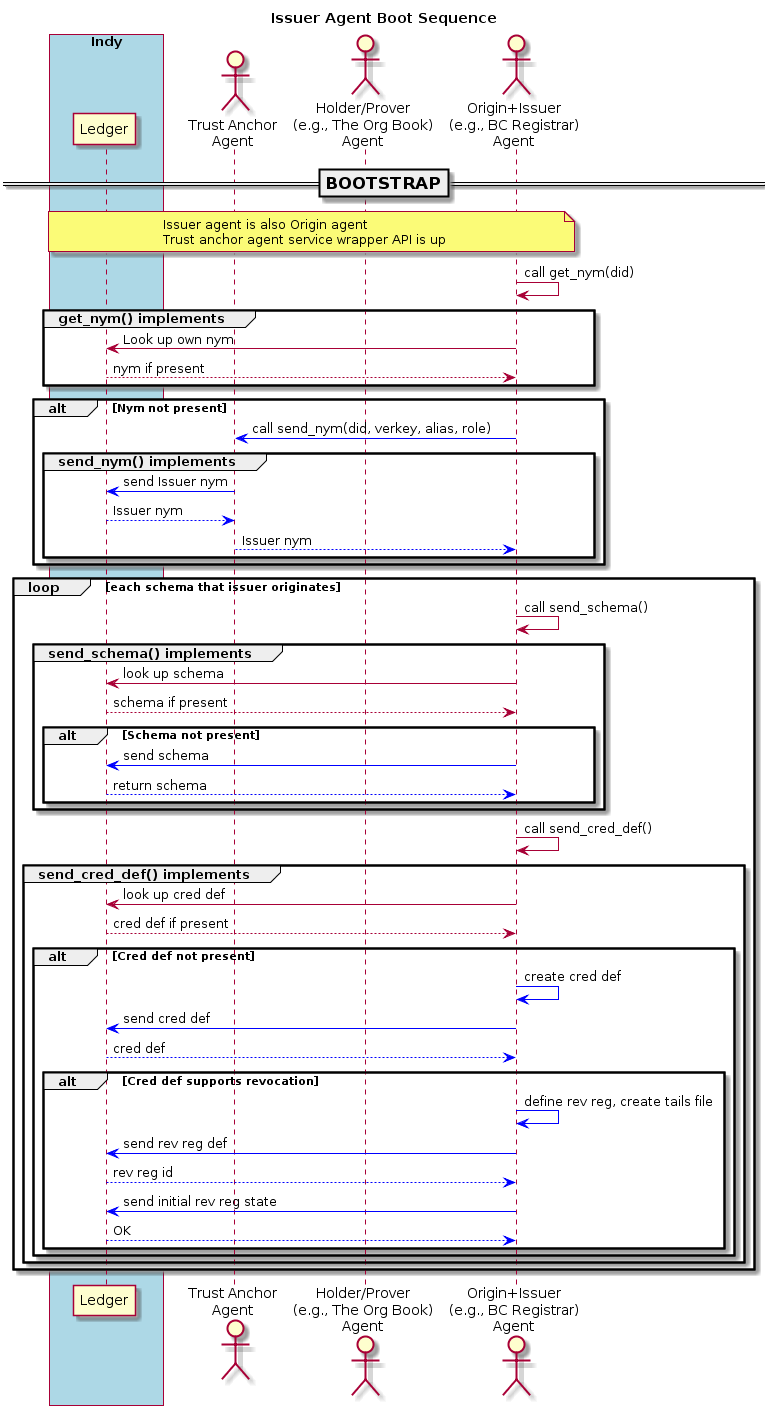 Issuer Agent Boot Sequence
Indy
Ledger
Trust Anchor
Agent
Holder/Prover
(e.g., The Org Book)
Agent
Origin+Issuer
(e.g., BC Registrar)
Agent
BOOTSTRAP
Issuer agent is also Origin agent
Trust anchor agent service wrapper API is up
call get_nym(did)
get_nym() implements
Look up own nym
nym if present
alt
[Nym not present]
call send_nym(did, verkey, alias, role)
send_nym() implements
send Issuer nym
Issuer nym
Issuer nym
loop
[each schema that issuer originates]
call send_schema()
send_schema() implements
look up schema
schema if present
alt
[Schema not present]
send schema
return schema
call send_cred_def()
send_cred_def() implements
look up cred def
cred def if present
alt
[Cred def not present]
create cred def
send cred def
cred def
alt
[Cred def supports revocation]
define rev reg, create tails file
send rev reg def
rev reg id
send initial rev reg state
OK
Ledger
Trust Anchor
Agent
Holder/Prover
(e.g., The Org Book)
Agent
Origin+Issuer
(e.g., BC Registrar)
Agent